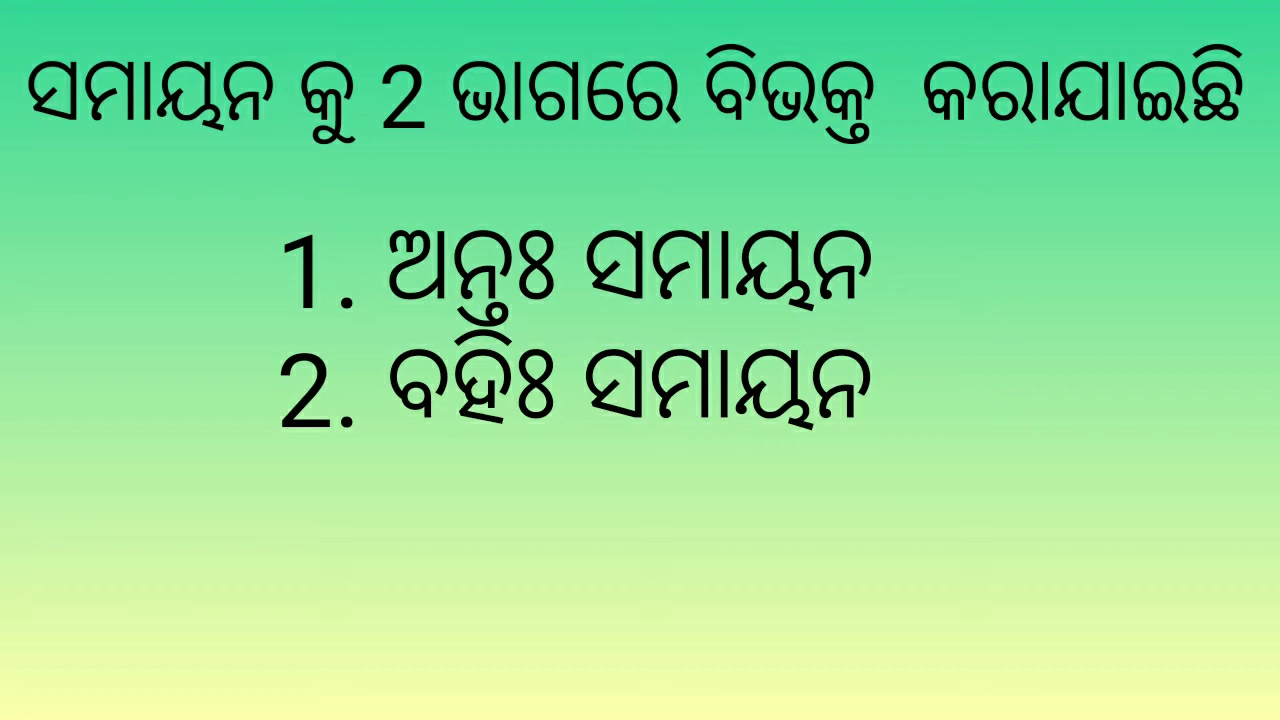 ସମାୟନ କୁ 2 ଭାଗରେ ବିଭକ୍ତ କରାଯାଇଛି
1. ଅନ୍ତଃ ସମାୟନ
2. ବହିଃ ସମାୟନ